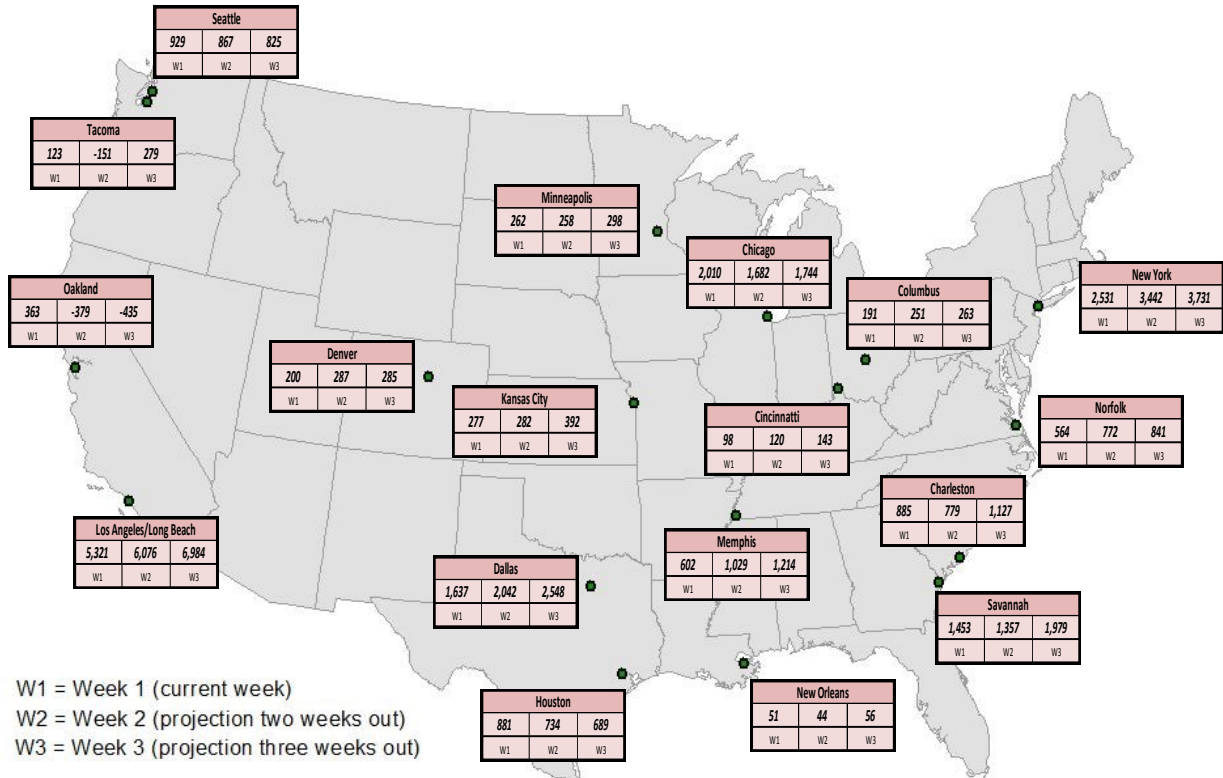 Seattle
929 867 825
W1 W2 W3
Tacoma
123 -151 279
W1 W2 W3
Minneapolis
262 258 298
W1 W2 W3
Chicago
2,010 1,682 1,744
W1 W2 W3
Oakland
363 -379 -435
W1 W2 W3
Columbus
191 251 263
W1 W2 W3
New York
2,531 3,442 3,731
W1 W2 W3
Denver
200 287 285
W1 W2 W3
Kansas City
277 282 392
W1 W2 W3
Cincinnatti
98 120 143
W1 W2 W3
Norfolk
564 772 841
W1 W2 W3
Charleston
885 779 1,127
W1 W2 W3
Los Angeles/Long Beach
5,321 6,076 6,984
W1 W2 W3
Memphis
602 1,029 1,214
W1 W2 W3
Dallas
1,637 2,042 2,548
W1 W2 W3
Savannah
1,453 1,357 1,979
W1 W2 W3
Houston
881 734 689
W1 W2 W3
New Orleans
51 44 56
W1 W2 W3
W1 = Week 1 (current week)
W2 = Week 2 (projection two weeks out)
W3 = Week 3 (projection three weeks out)